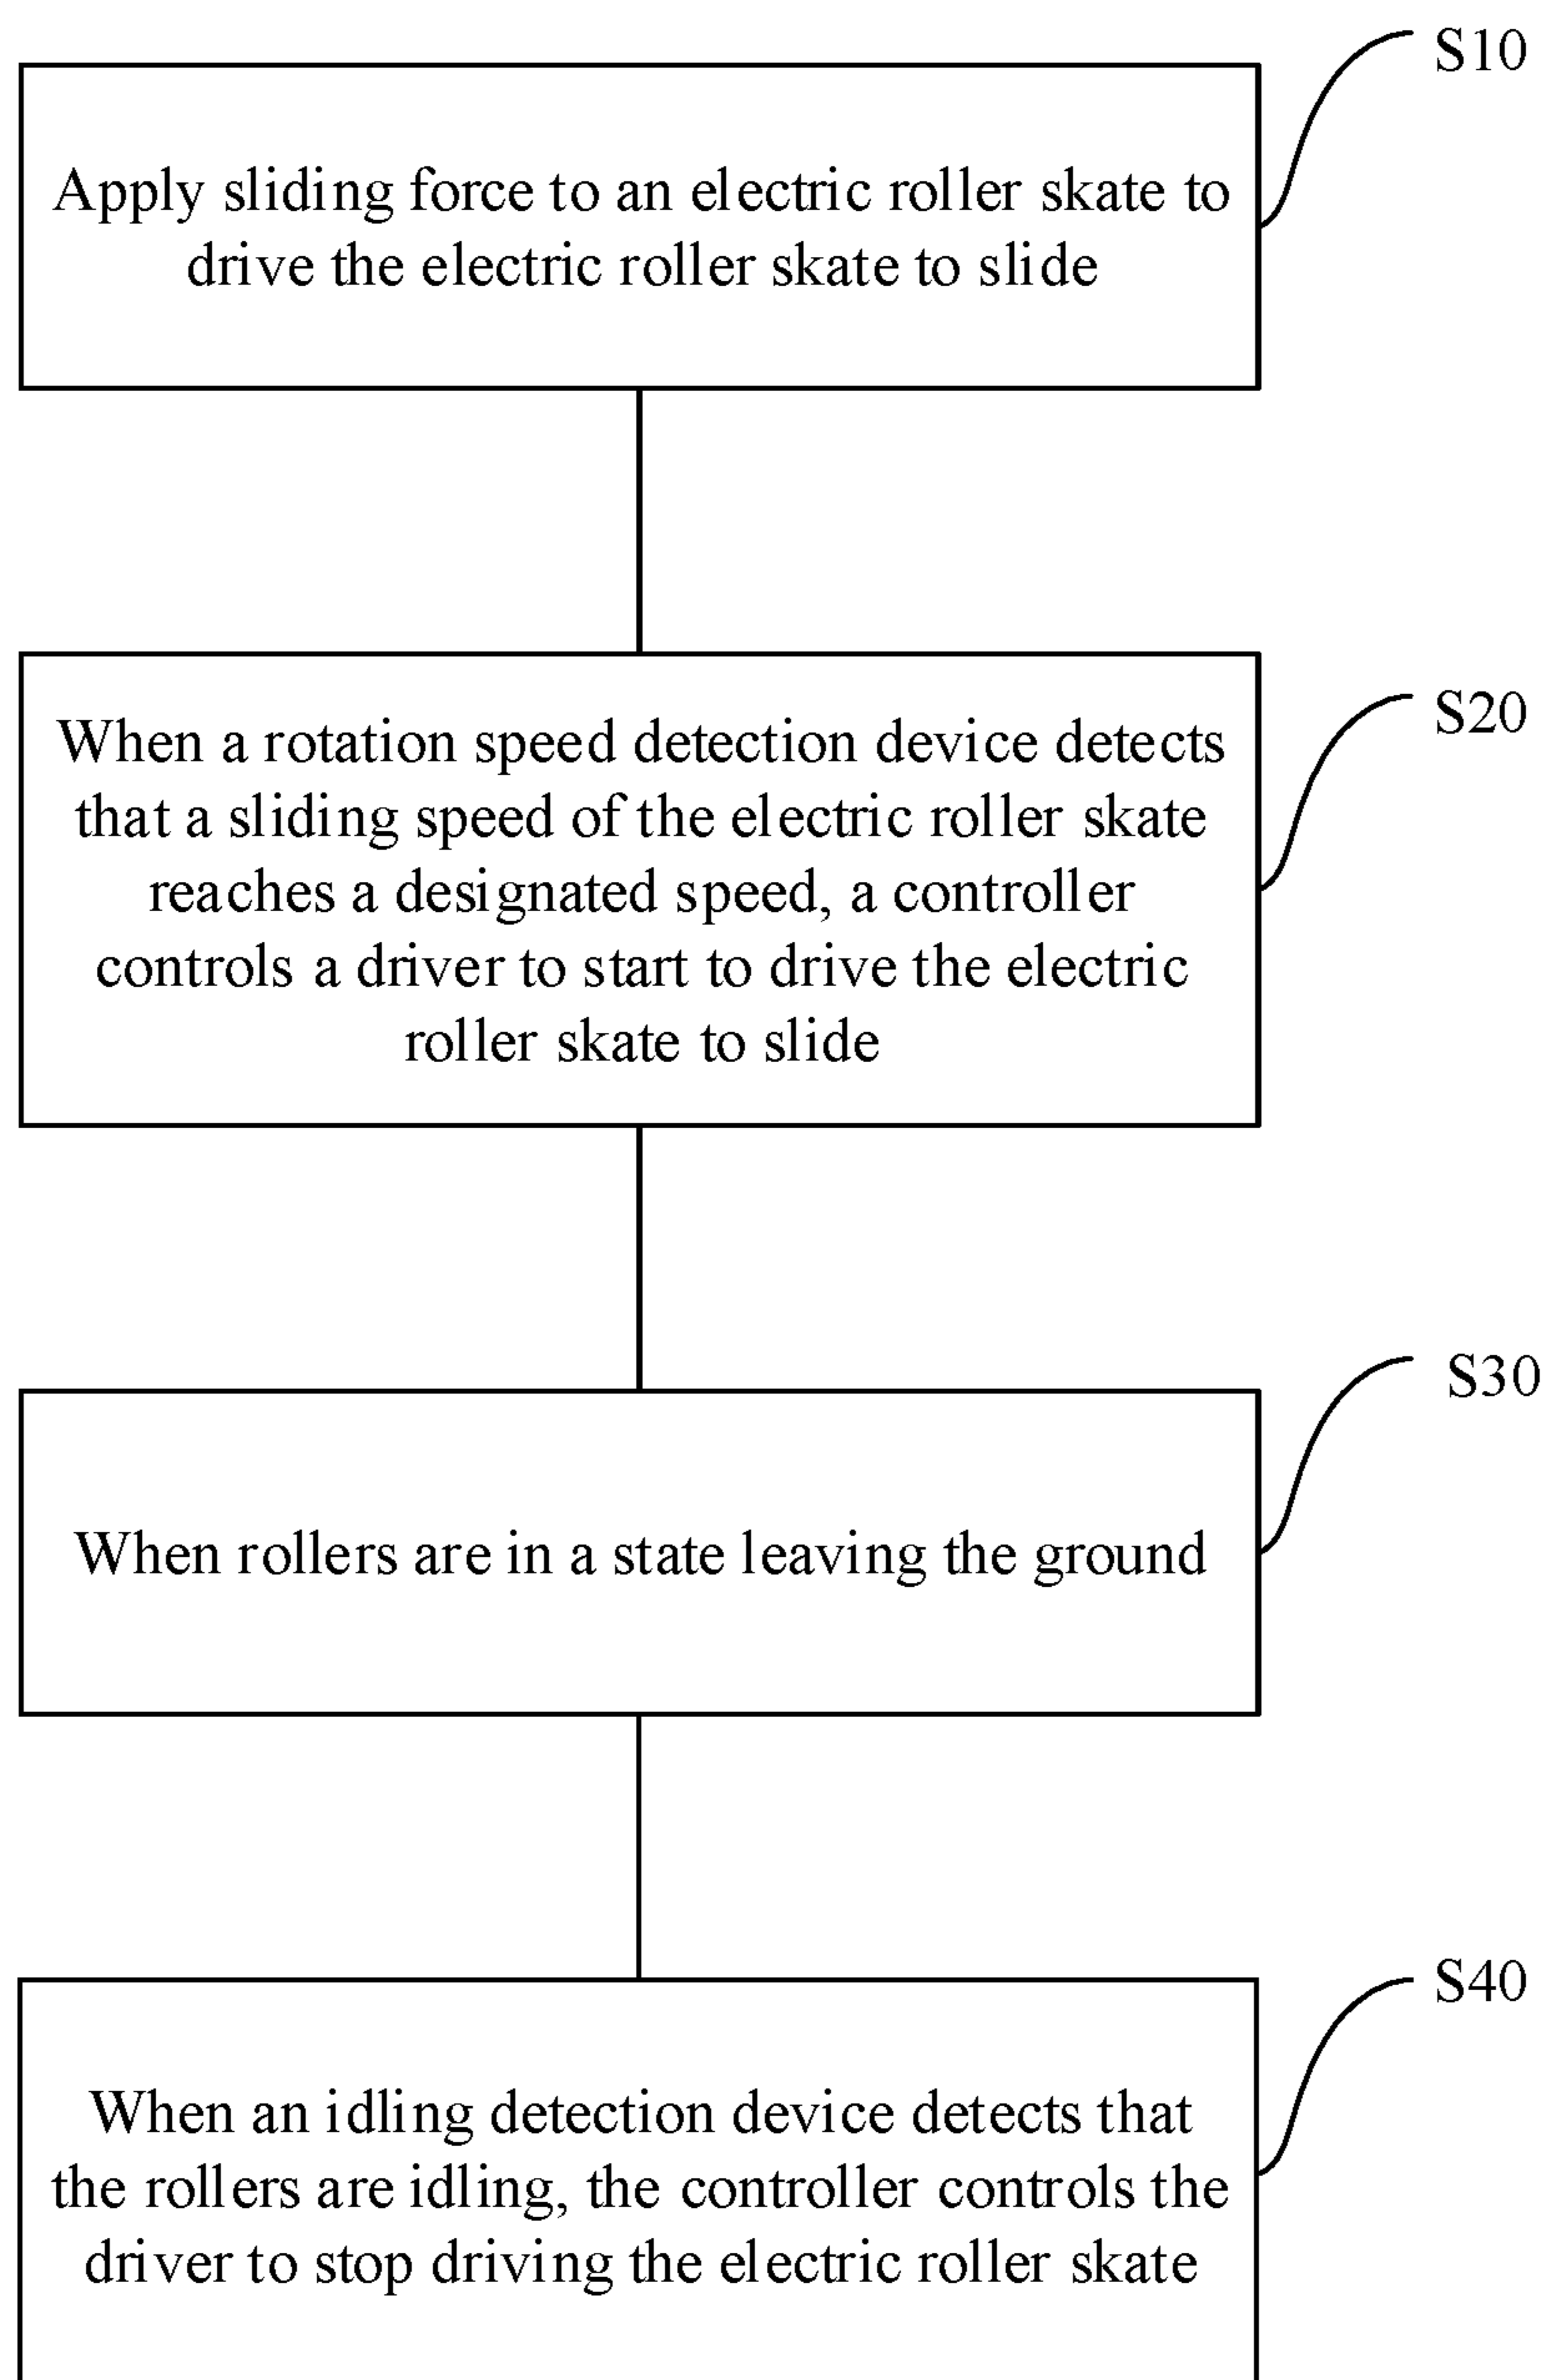 S10
Apply sliding force to an electric roller skate to
drive the electric roller skate to slide
S20
When a rotation speed detection device detects
that a sliding speed of the electric roller skate
reaches a designated speed, a controller
controls a driver to start to drive the electric
roller skate to slide
S30
When rollers are in a state leaving the ground
S40
When an idling detection device detects that
the rollers are idling, the controller controls the
driver to stop driving the electric roller skate